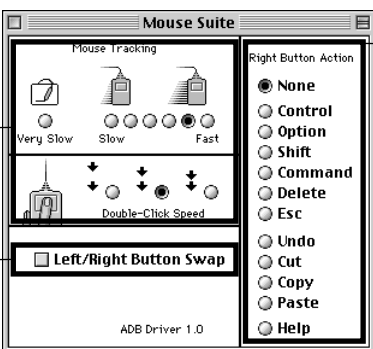 Mouse Suite
Mouse Tracking
Very Slow
Slow
Fast
Double-Click Speed
Left/Right Button Swap
ADB Driver 1.0
Right Button Action
None
Control
Option
Shift
Command
Delete
Esc
Undo
Cut
Copy
Paste
Help